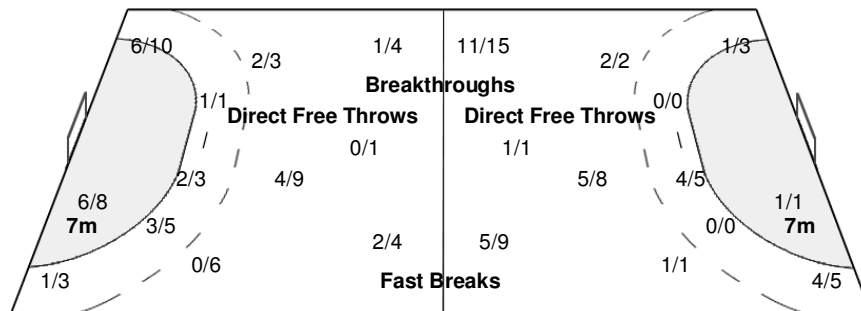 6/10 1/4 11/15 1/3
2/3 2/2
Breakthroughs
1/1 0/0
Direct Free Throws Direct Free Throws
0/1 1/1
2/3 4/9 5/8 4/5
6/8 1/1
7m 3/5 0/0 7m
2/4 5/9
0/6 1/1
1/3 Fast Breaks 4/5